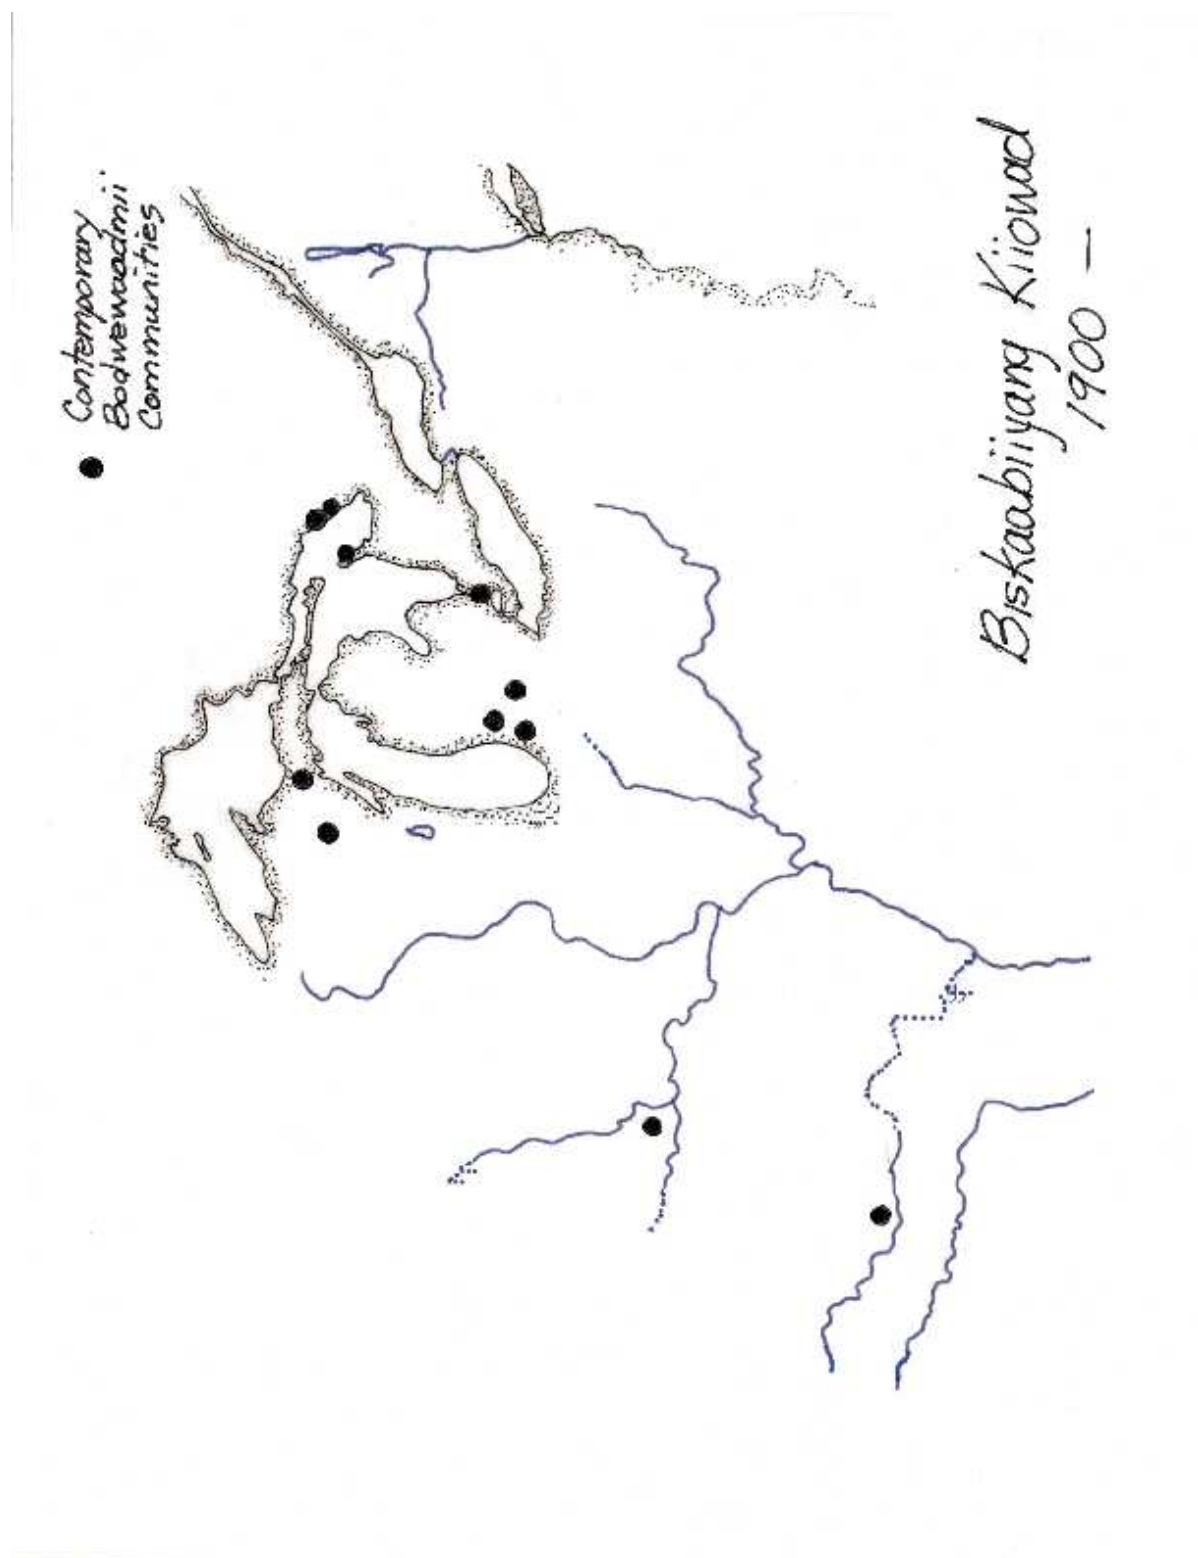 Contemporary
Bodwewaadmii
Communities
Biskaabiiyang Kiiowad
1900 —